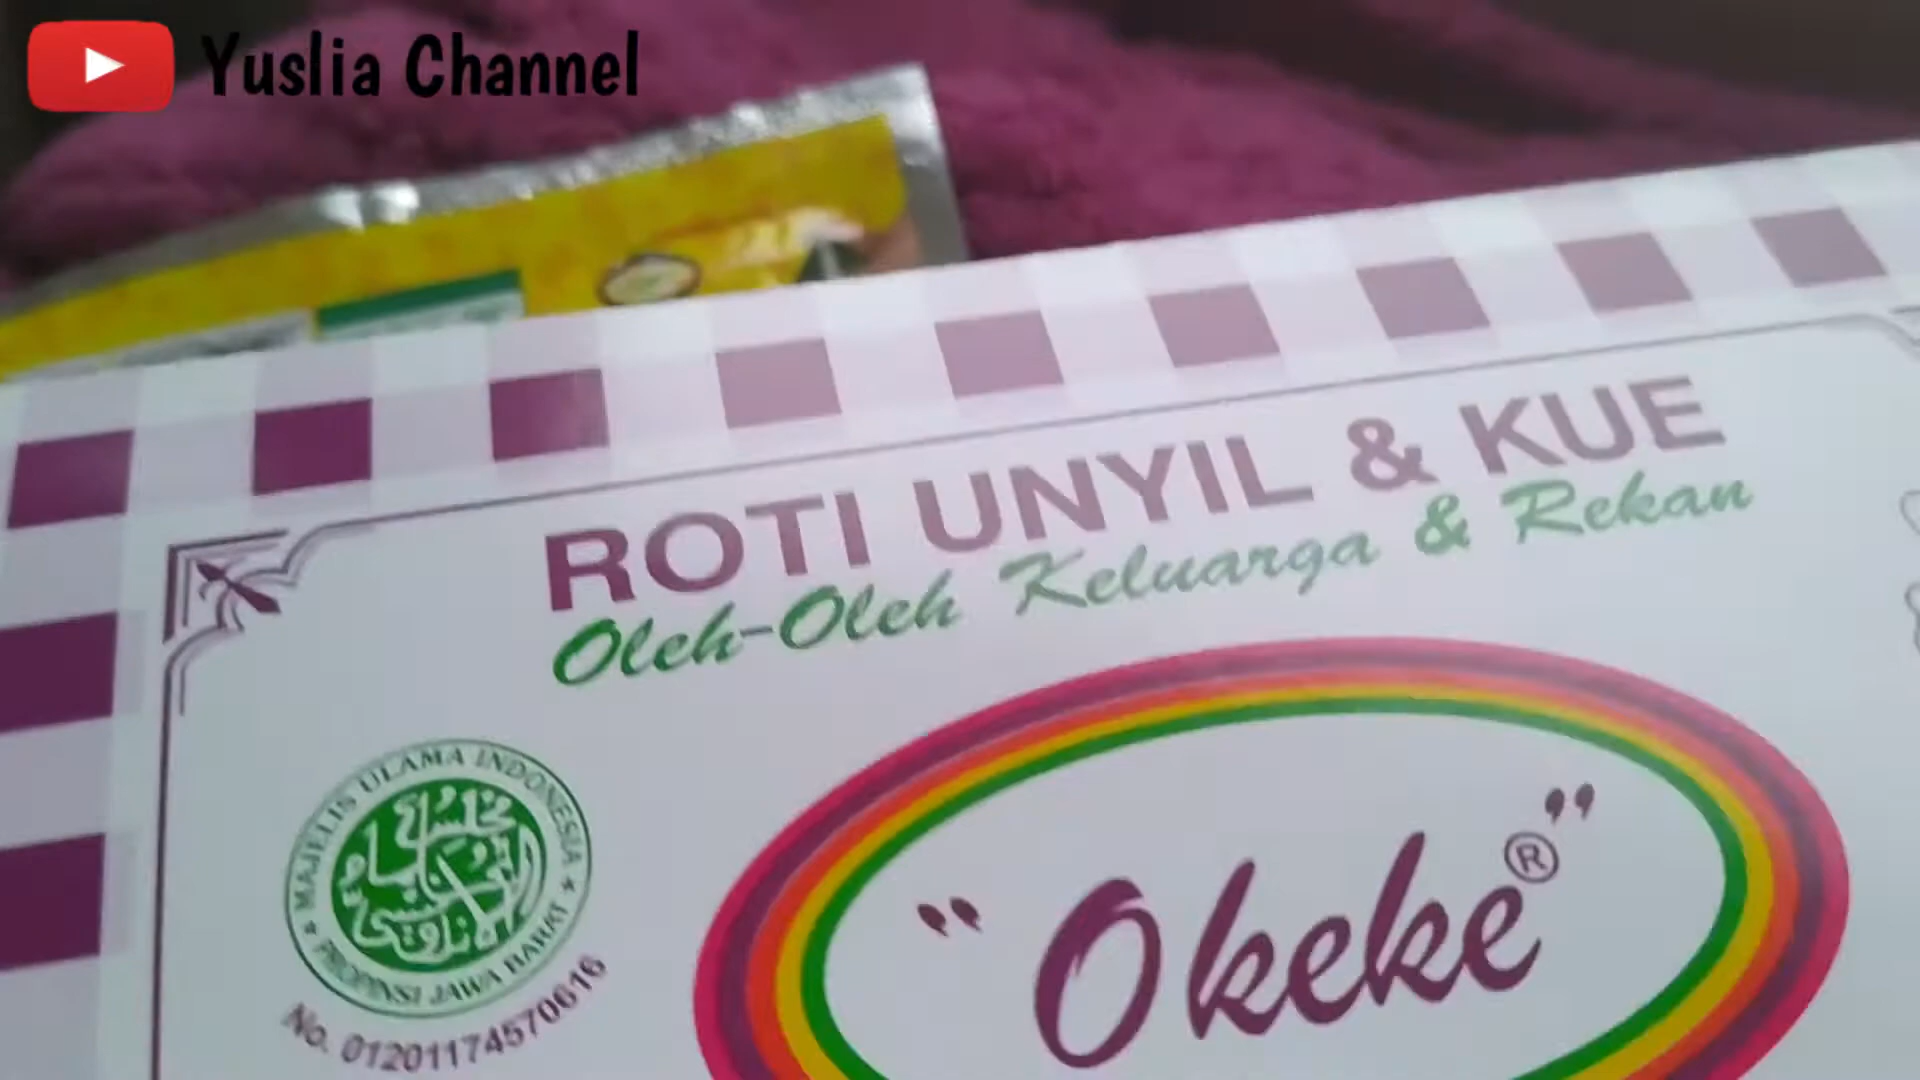 Yuslia Channel
ROTI UNYIL & KUE
Oleh-Oleh Keluarga & Rekan
MAJELIS ULAMA INDONESIA
PROPINSI JAWA BARAT
No. 01201174570616
"Okeke®"